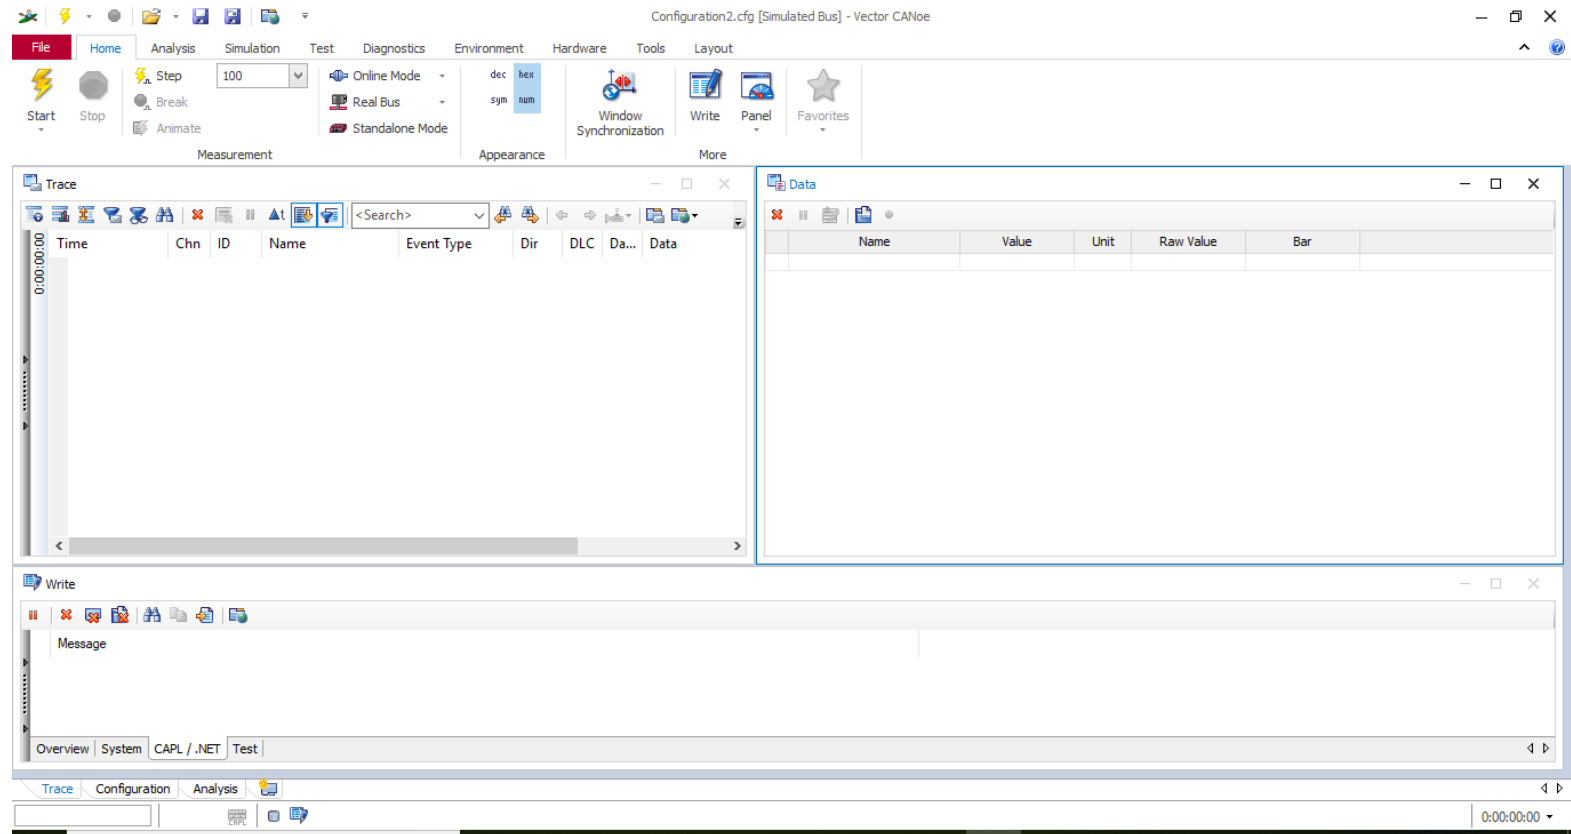 Configuration2.cfg [Simulated Bus] - Vector CANoe
File Home Analysis Simulation Test Diagnostics Environment Hardware Tools Layout
Step 100 Online Mode dec hex
Break Real Bus sym num
Start Stop Animate Standalone Mode Window Synchronization Write Panel Favorites
Measurement Appearance More
Trace
<Search>
Time Chn ID Name Event Type Dir DLC Da... Data
0:00:00:00
Data
Name Value Unit Raw Value Bar
Write
Message
Overview System CAPL / .NET Test
Trace Configuration Analysis
CAPL
0:00:00:00